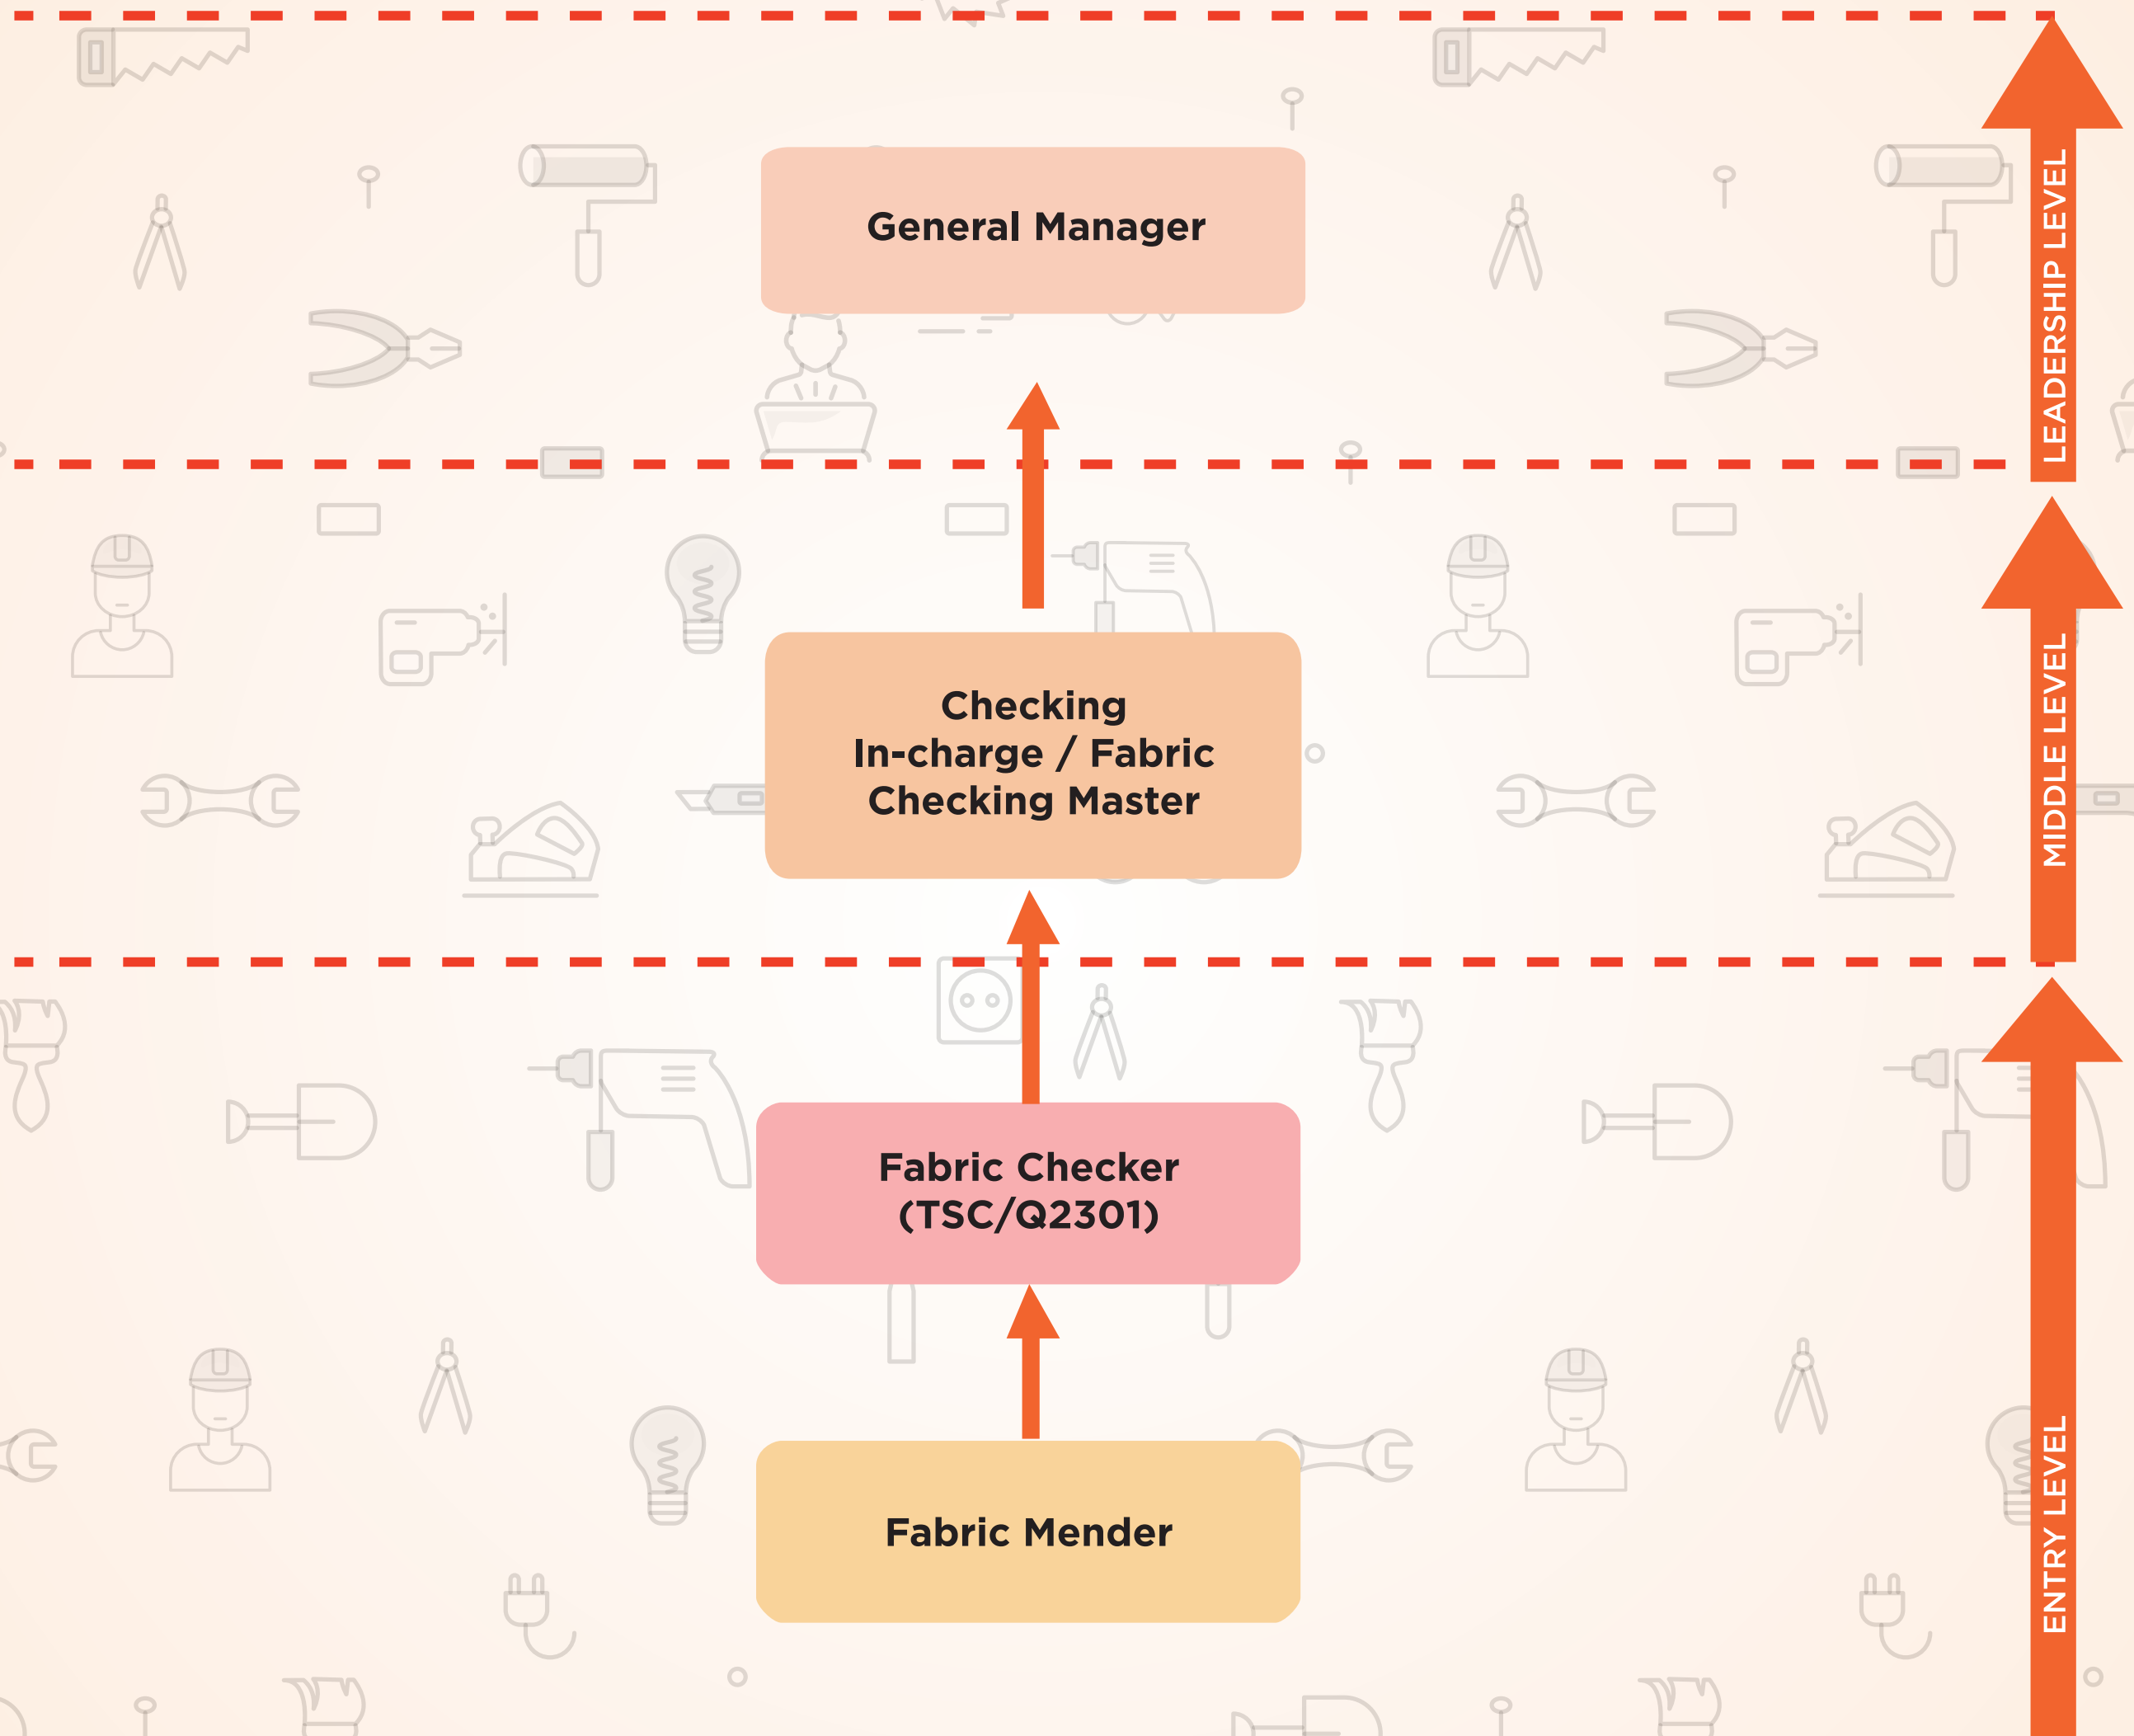 General Manager
LEADERSHIP LEVEL
Checking
In-charge / Fabric
Checking Master
MIDDLE LEVEL
Fabric Checker
(TSC/Q2301)
Fabric Mender
ENTRY LEVEL